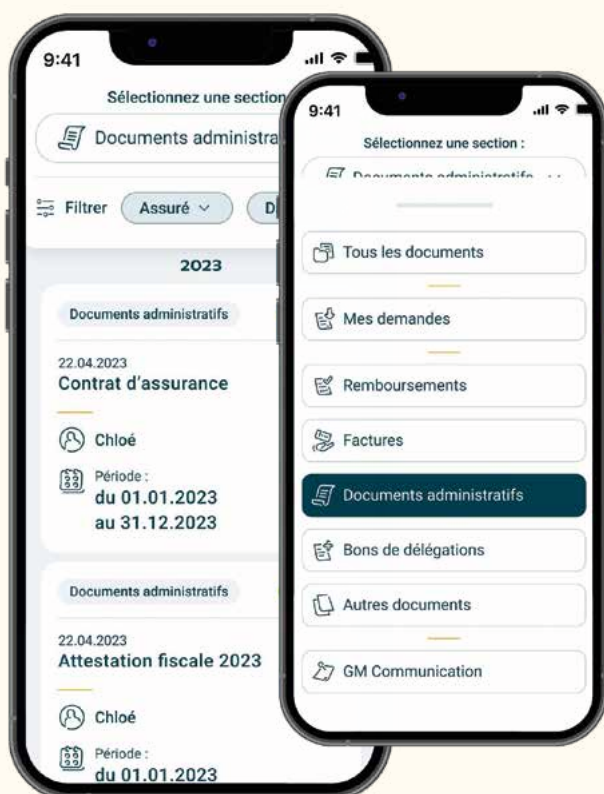 9:41
Sélectionnez une section
Documents administra
Filtrer
Assuré
D
2023
Documents administratifs
22.04.2023
Contrat d'assurance
Chloé
Période :
du 01.01.2023
au 31.12.2023
Documents administratifs
22.04.2023
Attestation fiscale 2023
Chloé
Période :
du 01.01.2023
9:41
Sélectionnez une section :
Documents administratifs
Tous les documents
Mes demandes
Remboursements
Factures
Documents administratifs
Bons de délégations
Autres documents
GM Communication